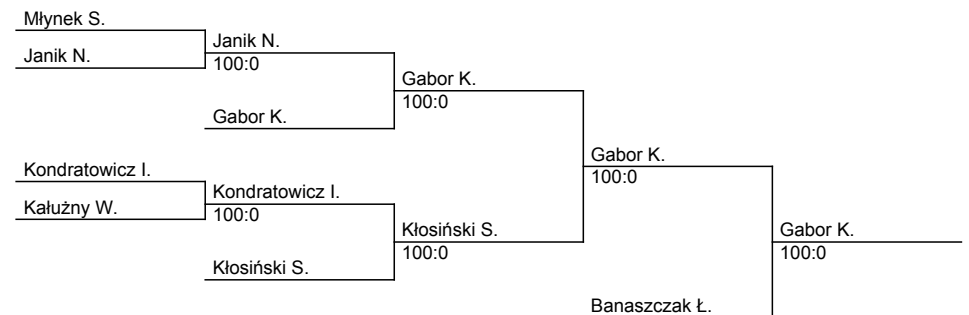 Młynek S.
Janik N.
Janik N.
100:0
Gabor K.
100:0
Gabor K.
Gabor K.
100:0
Kondratowicz I.
Kałużny W.
Kondratowicz I.
100:0
Kłosiński S.
100:0
Gabor K.
100:0
Kłosiński S.
Banaszczak Ł.